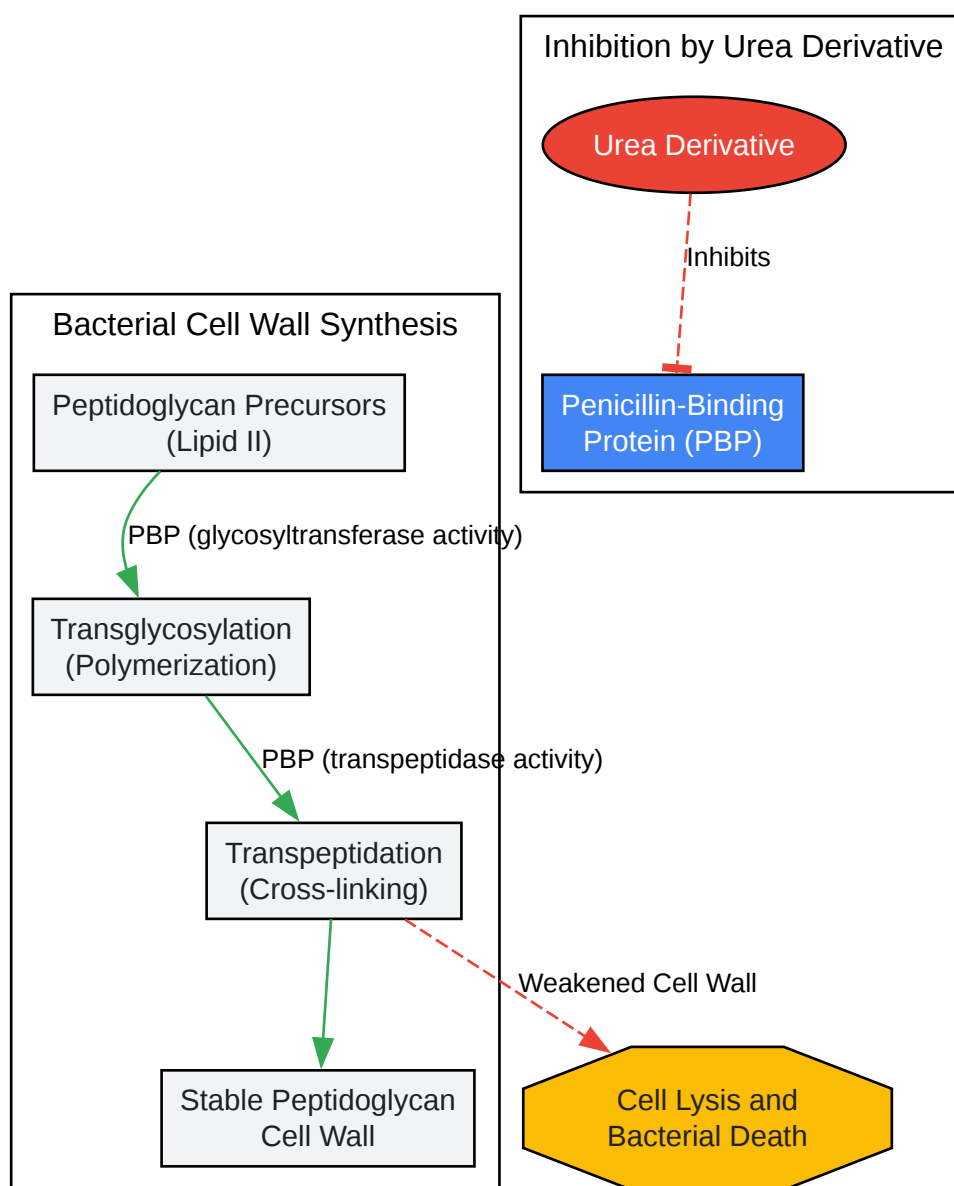 Inhibition by Urea Derivative
Urea Derivative
Inhibits
Penicillin-Binding
Protein (PBP)
Bacterial Cell Wall Synthesis
Peptidoglycan Precursors
(Lipid II)
PBP (glycosyltransferase activity)
Transglycosylation
(Polymerization)
PBP (transpeptidase activity)
Transpeptidation
(Cross-linking)
Weakened Cell Wall
Stable Peptidoglycan
Cell Wall
Cell Lysis and
Bacterial Death